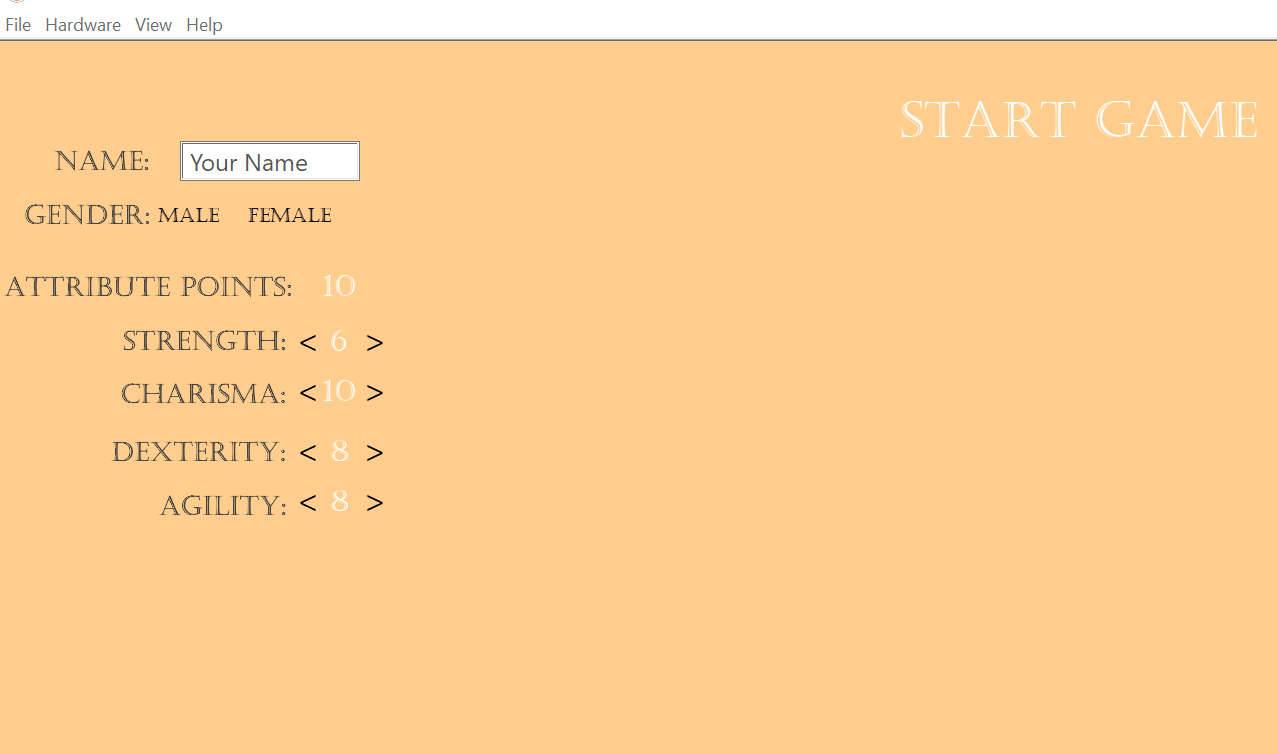 File Hardware View Help
START GAME
NAME: Your Name
GENDER: MALE FEMALE
ATTRIBUTE POINTS: 10
STRENGTH: < 6 >
CHARISMA: < 10 >
DEXTERITY: < 8 >
AGILITY: < 8 >